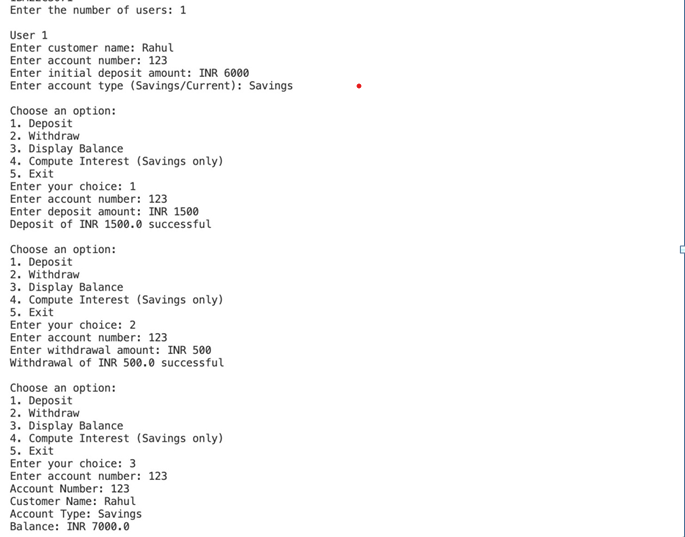 Enter the number of users: 1
User 1
Enter customer name: Rahul
Enter account number: 123
Enter initial deposit amount: INR 6000
Enter account type (Savings/Current): Savings
Choose an option:
1. Deposit
2. Withdraw
3. Display Balance
4. Compute Interest (Savings only)
5. Exit
Enter your choice: 1
Enter account number: 123
Enter deposit amount: INR 1500
Deposit of INR 1500.0 successful
Choose an option:
1. Deposit
2. Withdraw
3. Display Balance
4. Compute Interest (Savings only)
5. Exit
Enter your choice: 2
Enter account number: 123
Enter withdrawal amount: INR 500
Withdrawal of INR 500.0 successful
Choose an option:
1. Deposit
2. Withdraw
3. Display Balance
4. Compute Interest (Savings only)
5. Exit
Enter your choice: 3
Enter account number: 123
Account Number: 123
Customer Name: Rahul
Account Type: Savings
Balance: INR 7000.0